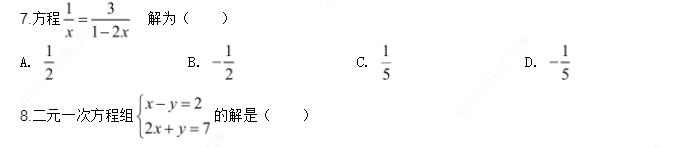 7.方程 1/x = 3/(1-2x) 解为(　　)
A. 1/2　B. -1/2　C. 1/5　D. -1/5
8.二元一次方程组 {x-y=2, 2x+y=7 的解是(　　)